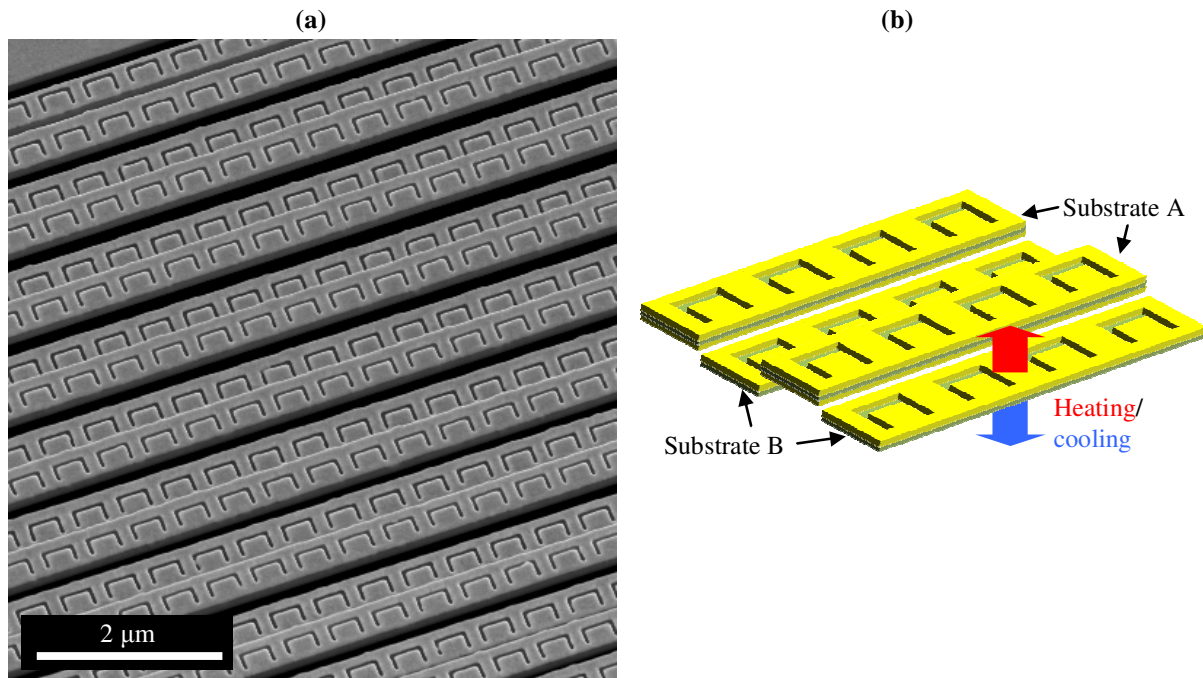 (a)
(b)
Substrate A
Heating/
cooling
Substrate B
2 μm